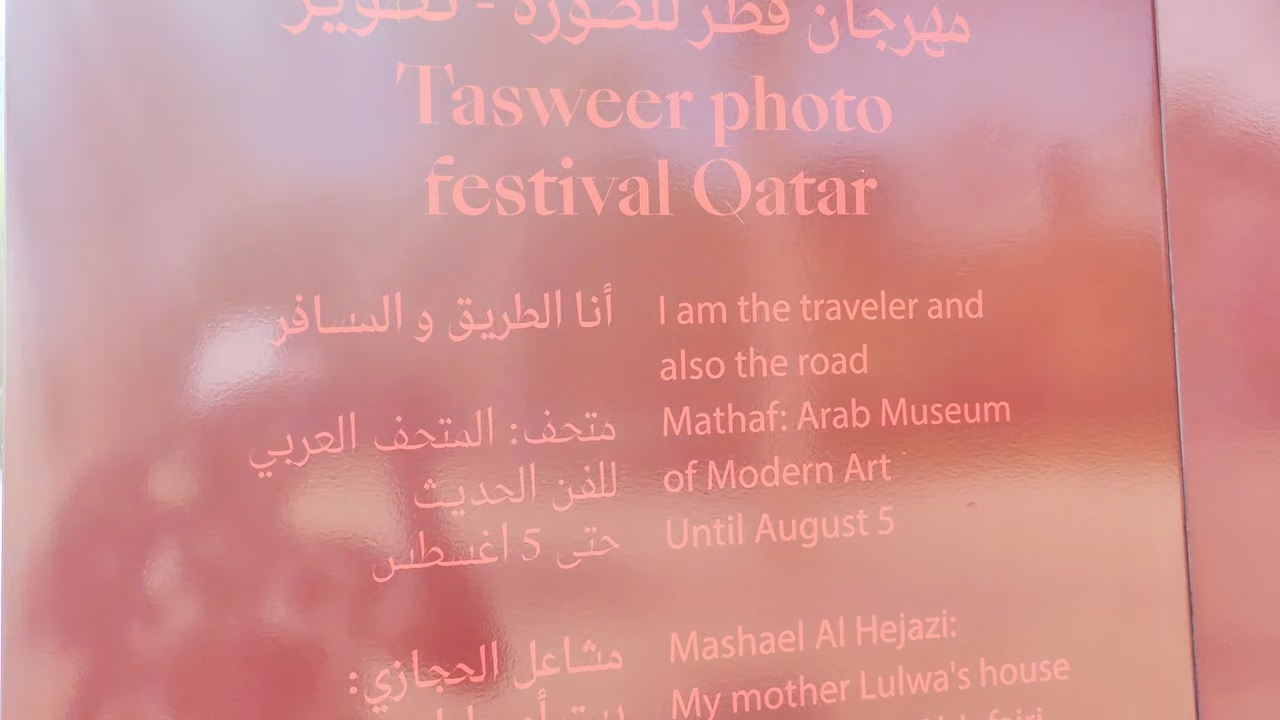 مهرجان قطر للصورة - تصوير
Tasweer photo
festival Qatar
أنا الطريق و المسافر
I am the traveler and
also the road
متحف: المتحف العربي
للفن الحديث
حتى 5 اغسطس
Mathaf: Arab Museum
of Modern Art
Until August 5
مشاعل الحجازي:
Mashael Al Hejazi:
My mother Lulwa's house